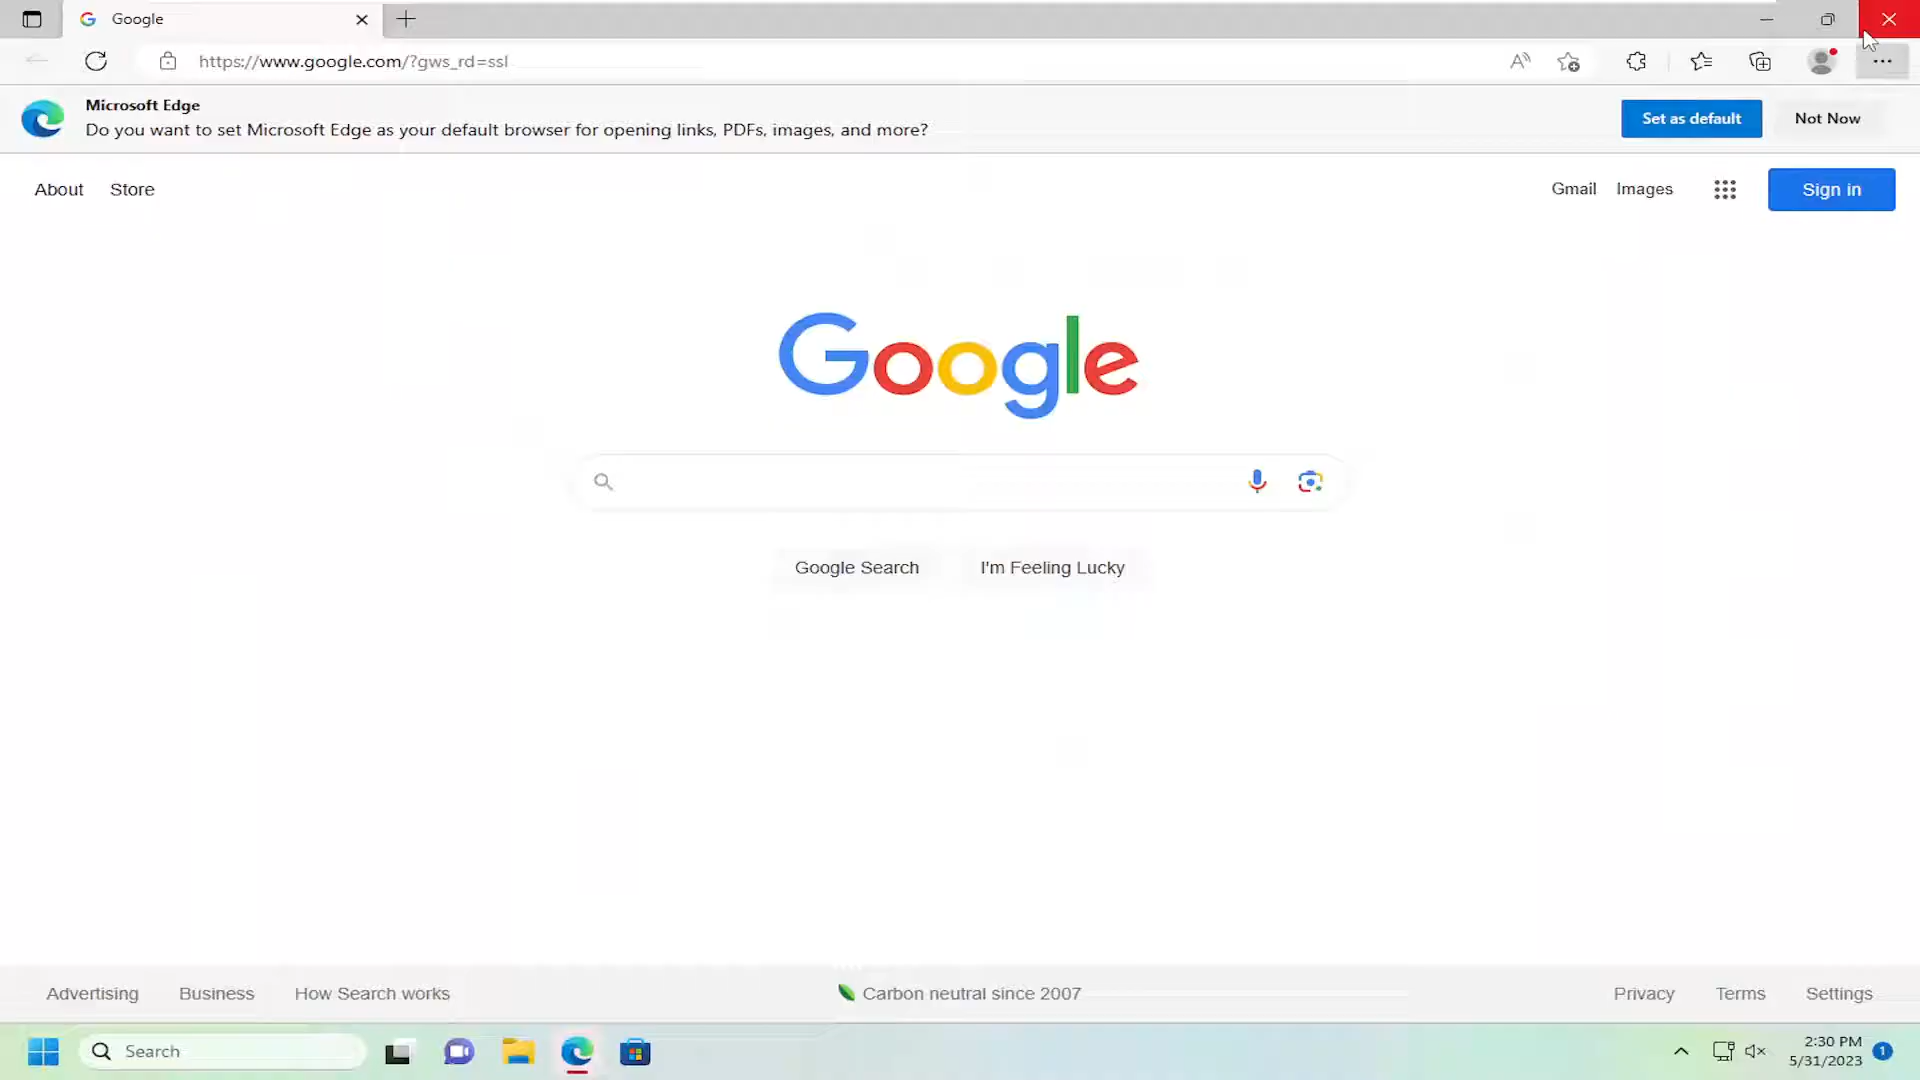 Google
https://www.google.com/?gws_rd=ssl
Microsoft Edge
Do you want to set Microsoft Edge as your default browser for opening links, PDFs, images, and more?
Set as default
Not Now
About Store
Gmail Images
Sign in
Google
Google Search I'm Feeling Lucky
Advertising Business How Search works
Carbon neutral since 2007
Privacy Terms Settings
Search
2:30 PM
5/31/2023
1